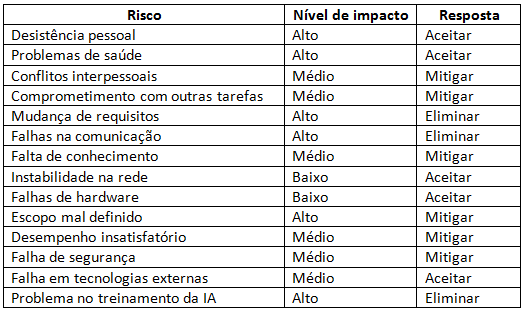 Risco Nível de impacto Resposta
Desistência pessoal Alto Aceitar
Problemas de saúde Alto Aceitar
Conflitos interpessoais Médio Mitigar
Comprometimento com outras tarefas Médio Mitigar
Mudança de requisitos Alto Eliminar
Falhas na comunicação Alto Eliminar
Falta de conhecimento Médio Mitigar
Instabilidade na rede Baixo Aceitar
Falhas de hardware Baixo Aceitar
Escopo mal definido Alto Mitigar
Desempenho insatisfatório Médio Mitigar
Falha de segurança Médio Mitigar
Falha em tecnologias externas Médio Aceitar
Problema no treinamento da IA Alto Eliminar